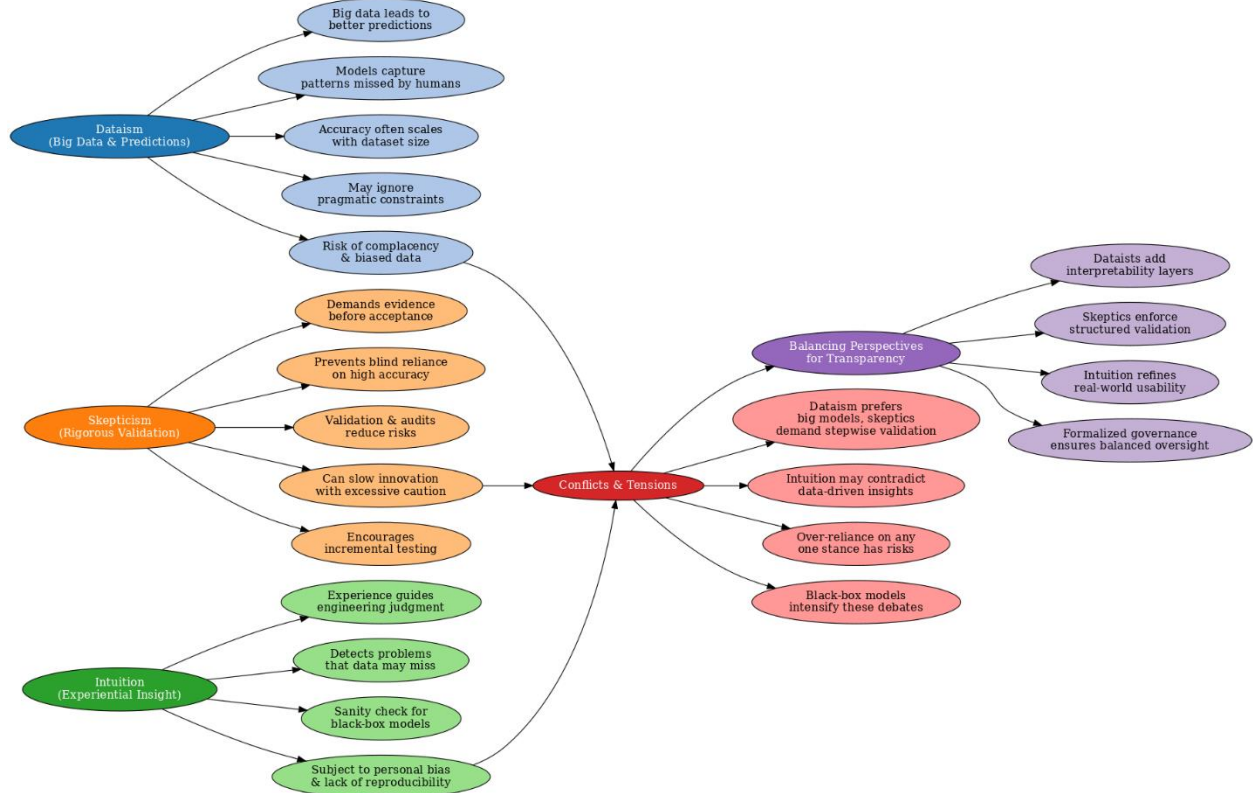 Big data leads to
better predictions
Models capture
patterns missed by humans
Dataism
(Big Data & Predictions)
Accuracy often scales
with dataset size
May ignore
pragmatic constraints
Risk of complacency
& biased data
Demands evidence
before acceptance
Prevents blind reliance
on high accuracy
Skepticism
(Rigorous Validation)
Validation & audits
reduce risks
Can slow innovation
with excessive caution
Encourages
incremental testing
Experience guides
engineering judgment
Detects problems
that data may miss
Intuition
(Experiential Insight)
Sanity check for
black-box models
Subject to personal bias
& lack of reproducibility
Conflicts & Tensions
Balancing Perspectives
for Transparency
Dataism prefers
big models, skeptics
demand stepwise validation
Intuition may contradict
data-driven insights
Over-reliance on any
one stance has risks
Black-box models
intensify these debates
Dataists add
interpretability layers
Skeptics enforce
structured validation
Intuition refines
real-world usability
Formalized governance
ensures balanced oversight